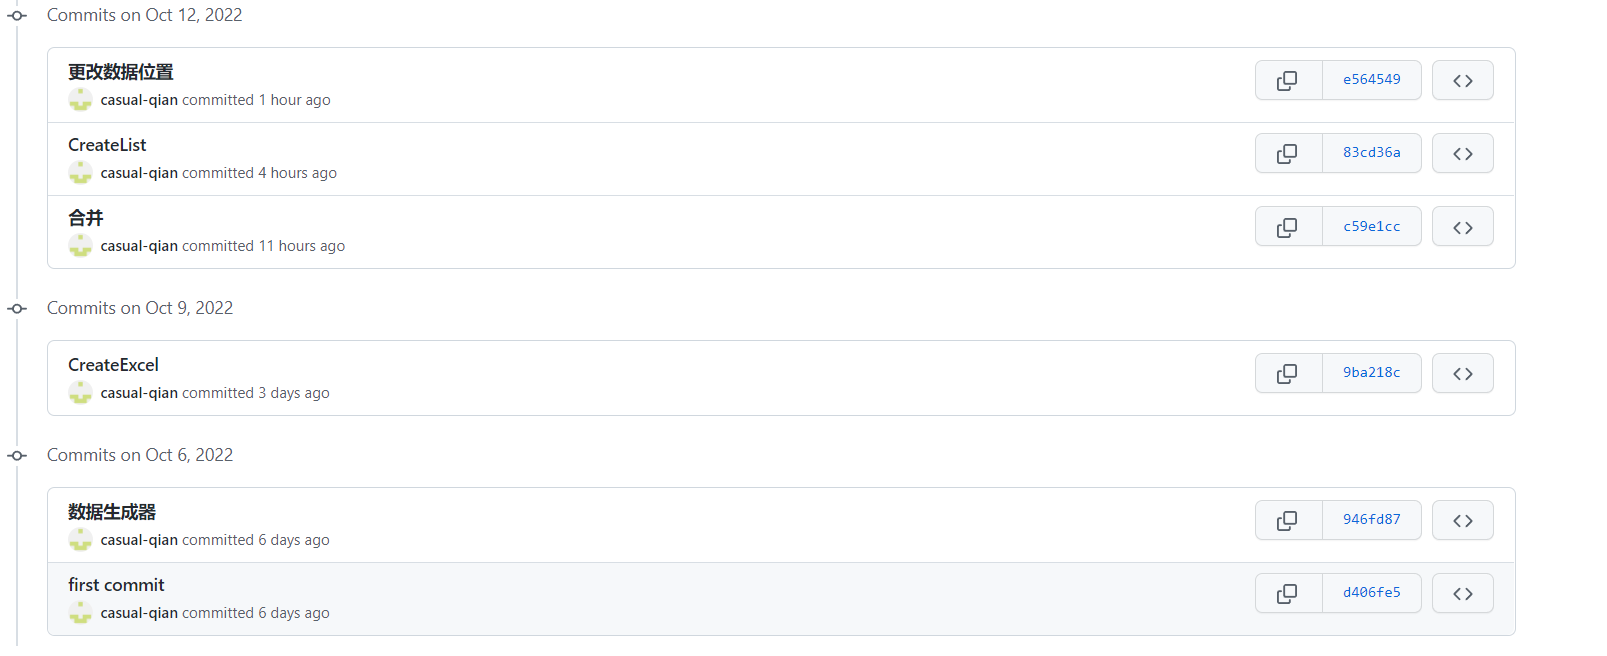 Commits on Oct 12, 2022
更改数据位置
casual-qian committed 1 hour ago
e564549
CreateList
casual-qian committed 4 hours ago
83cd36a
合并
casual-qian committed 11 hours ago
c59e1cc
Commits on Oct 9, 2022
CreateExcel
casual-qian committed 3 days ago
9ba218c
Commits on Oct 6, 2022
数据生成器
casual-qian committed 6 days ago
946fd87
first commit
casual-qian committed 6 days ago
d406fe5